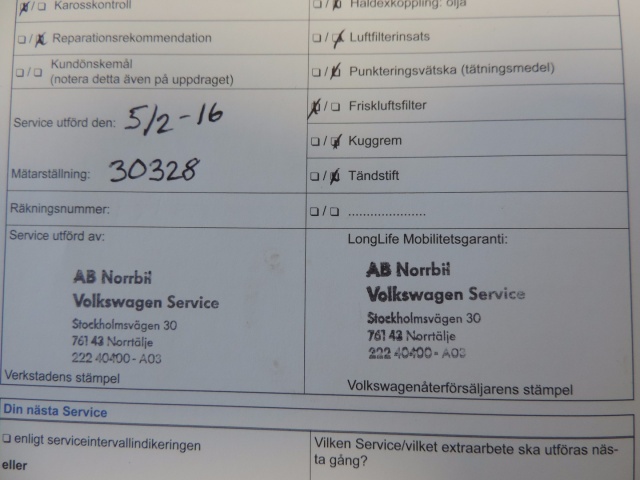 Karosskontroll
Haldexkoppling: olja
Reparationsrekommendation
Luftfilterinsats
Kundönskemål
(notera detta även på uppdraget)
Punkteringsvätska (tätningsmedel)
Service utförd den: 5/2-16
Friskluftsfilter
Kuggrem
Mätarställning: 30328
Tändstift
Räkningsnummer:
.....................
Service utförd av:
AB Norrbil
Volkswagen Service
Stockholmsvägen 30
761 43 Norrtälje
222 40400 - A03
Verkstadens stämpel
LongLife Mobilitetsgaranti:
AB Norrbil
Volkswagen Service
Stockholmsvägen 30
761 43 Norrtälje
222 40400 - A03
Volkswagenåterförsäljarens stämpel
Din nästa Service
enligt serviceintervallindikeringen
eller
Vilken Service/vilket extraarbete ska utföras näs-
ta gång?